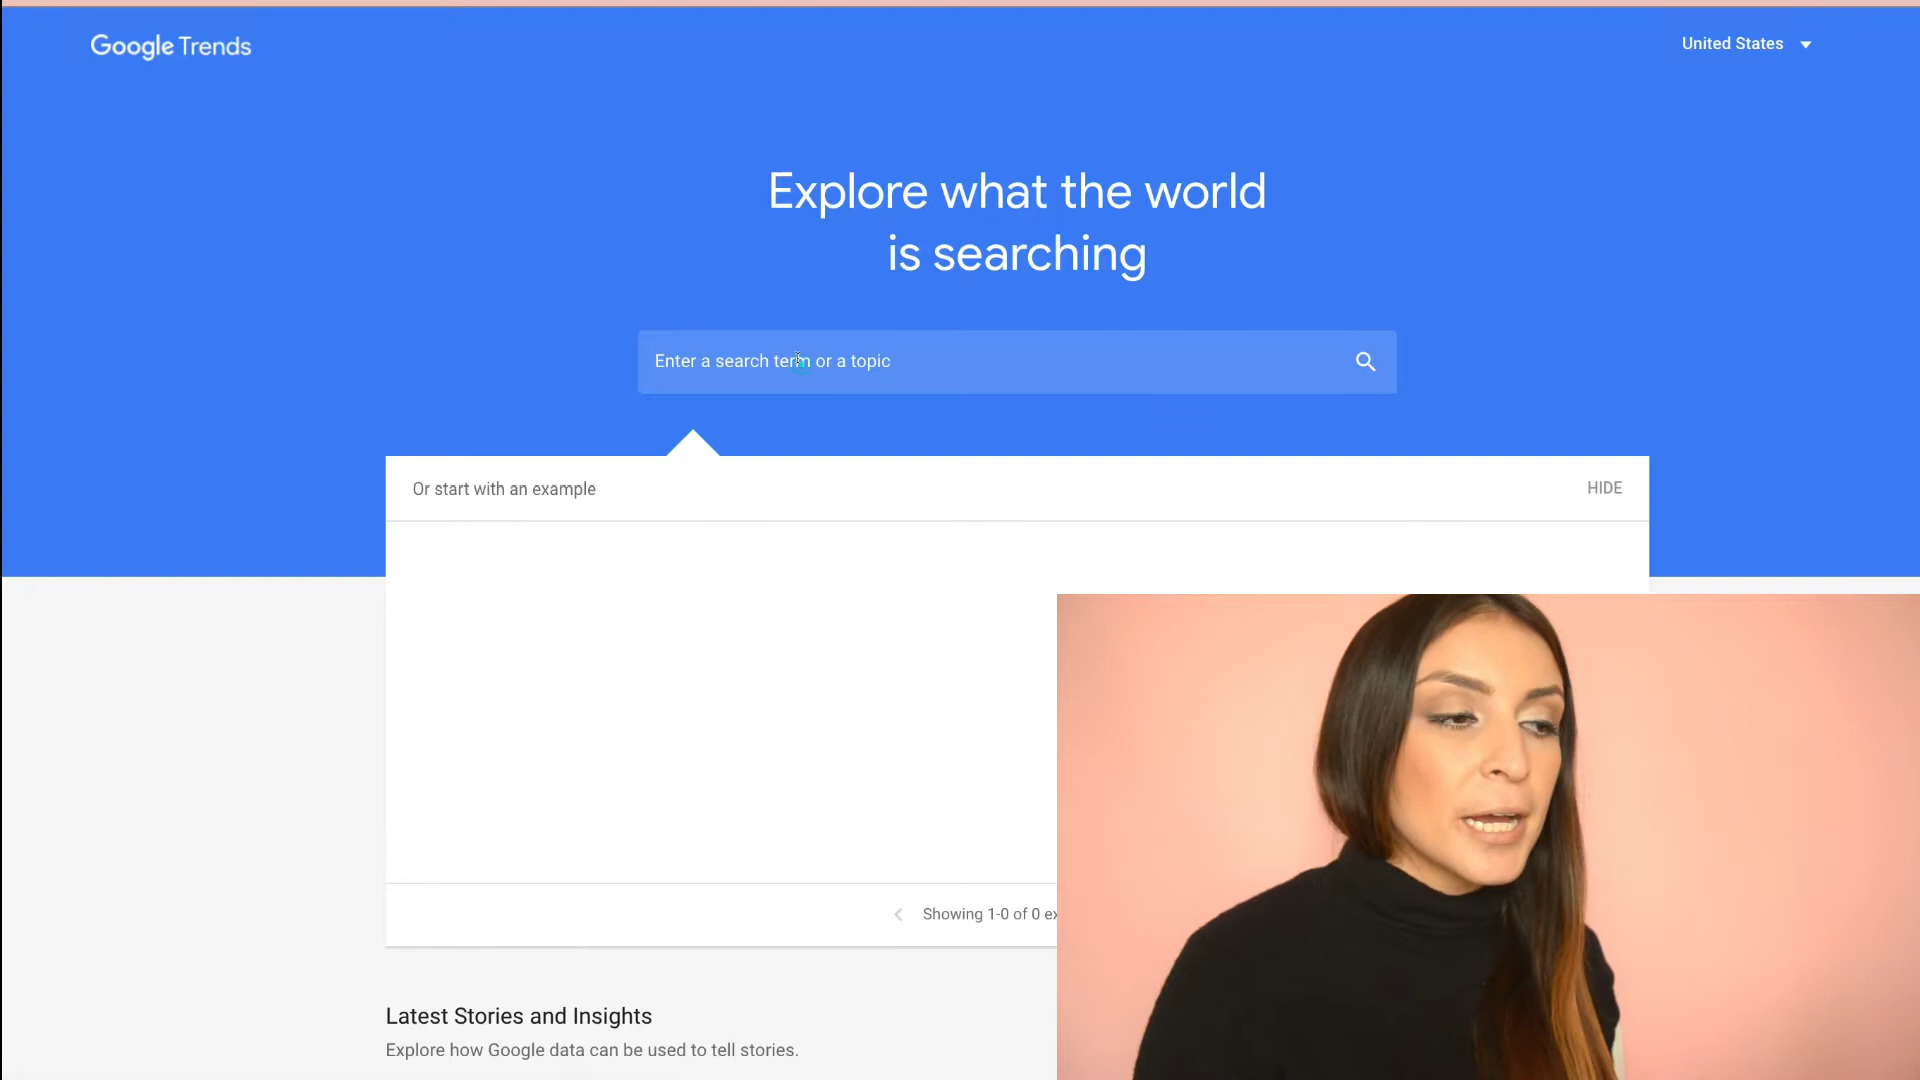 Google Trends
United States
Explore what the world
is searching
Enter a search term or a topic
Or start with an example
HIDE
Showing 1-0 of 0 ex
Latest Stories and Insights
Explore how Google data can be used to tell stories.